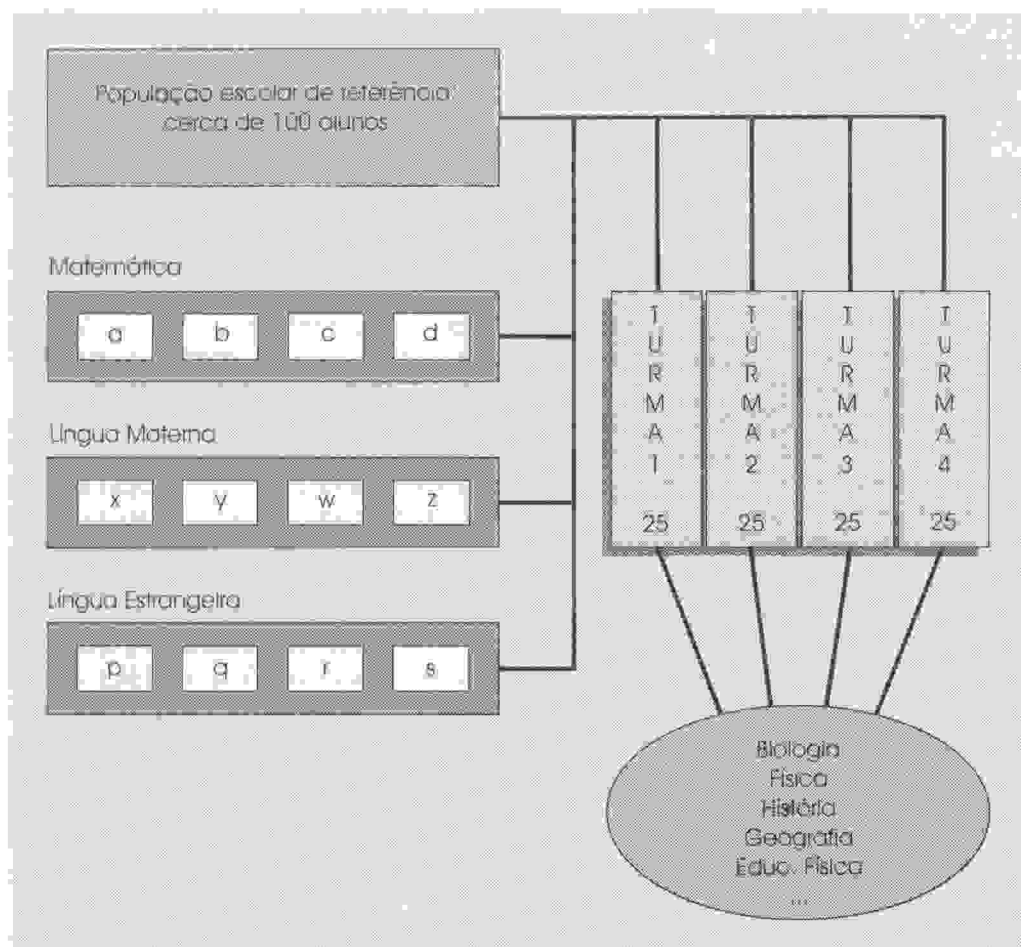 População escolar de referência
cerca de 100 alunos
Matemática
a b c d
Língua Materna
x y w z
Língua Estrangeira
p q r s
TURMA 1 25
TURMA 2 25
TURMA 3 25
TURMA 4 25
Biologia
Física
História
Geografia
Educ. Física
...